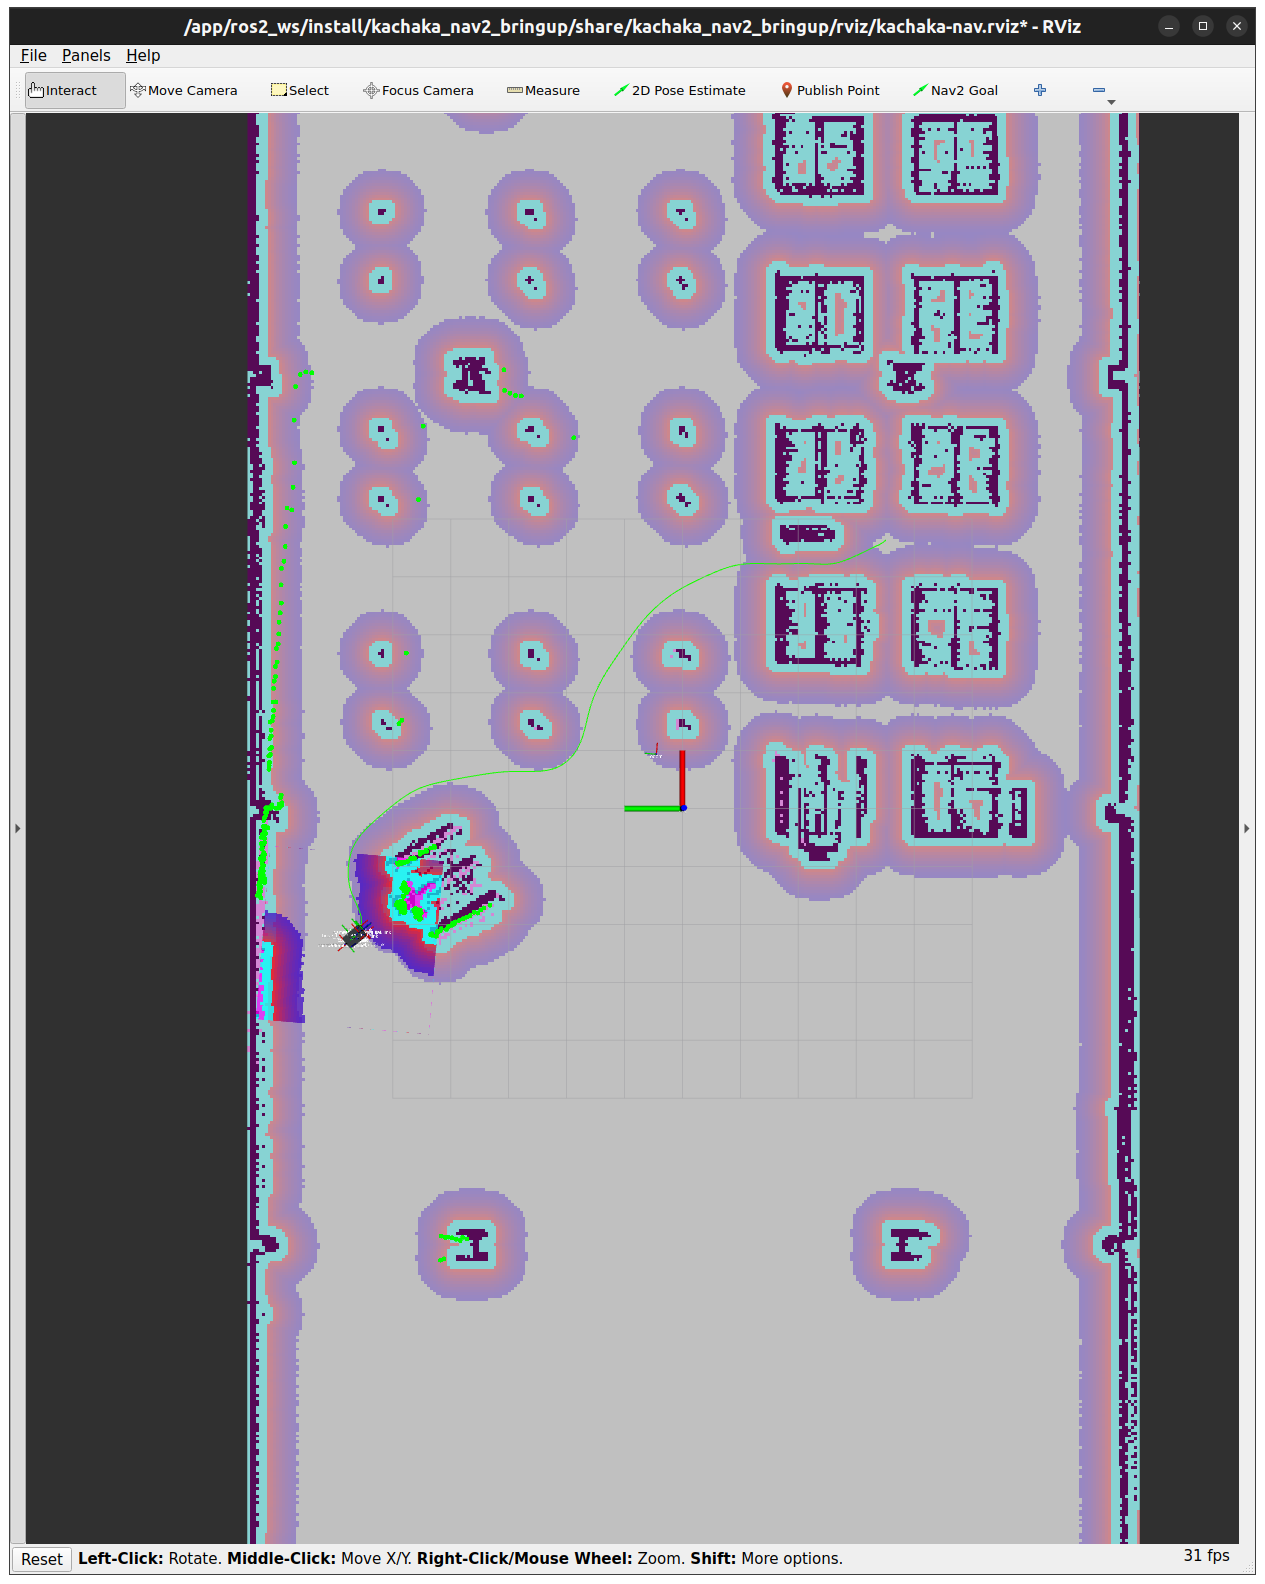 /app/ros2_ws/install/kachaka_nav2_bringup/share/kachaka_nav2_bringup/rviz/kachaka-nav.rviz* - RViz
File Panels Help
Interact Move Camera Select Focus Camera Measure 2D Pose Estimate Publish Point Nav2 Goal
Reset Left-Click: Rotate. Middle-Click: Move X/Y. Right-Click/Mouse Wheel: Zoom. Shift: More options. 31 fps